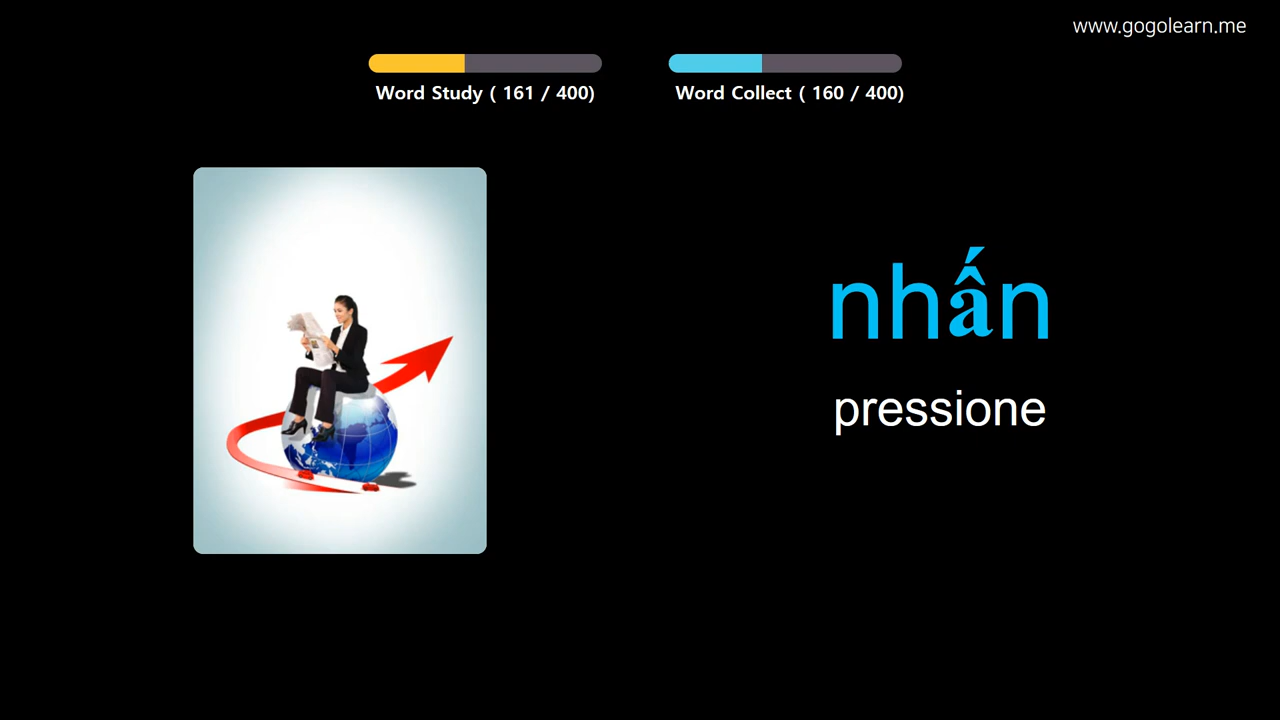 www.gogolearn.me
Word Study ( 161 / 400)
Word Collect ( 160 / 400)
nhấn
pressione